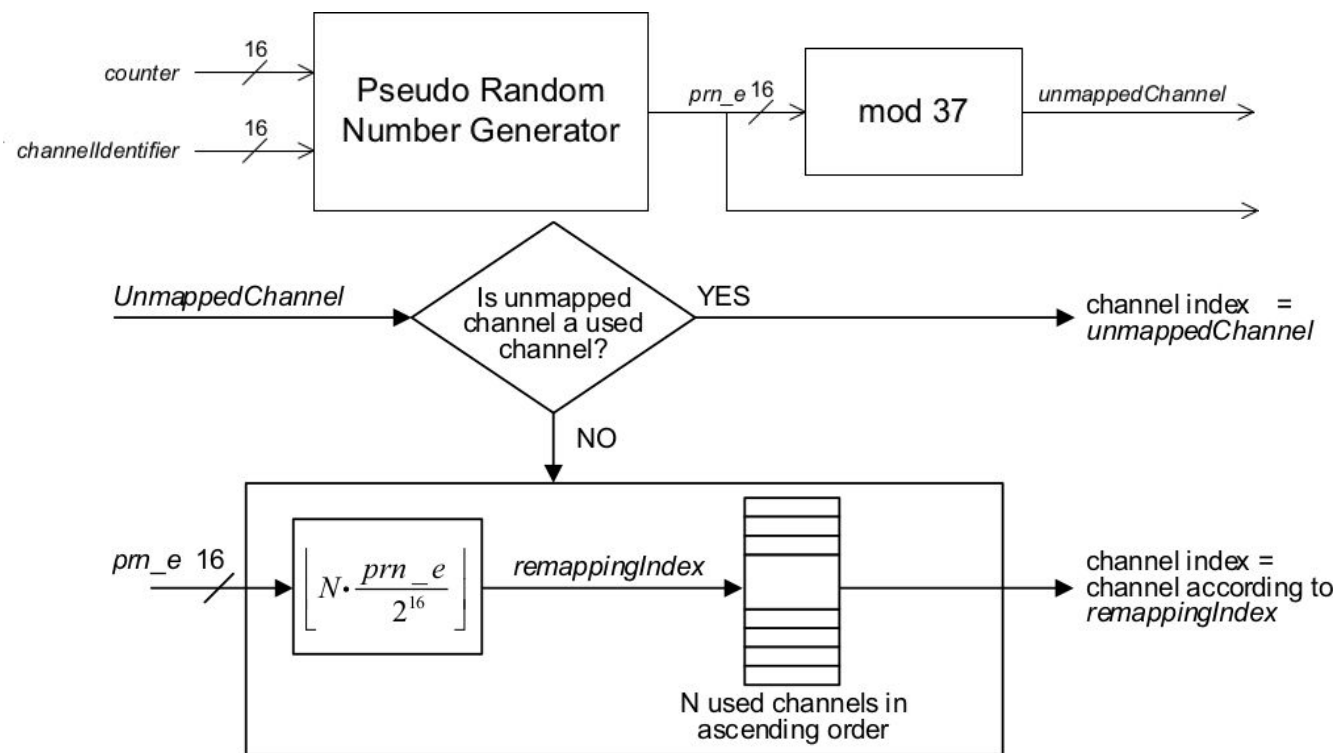 counter
16
channelIdentifier
16
Pseudo Random
Number Generator
prn_e 16
mod 37
unmappedChannel
UnmappedChannel
Is unmapped
channel a used
channel?
YES
channel index =
unmappedChannel
NO
prn_e 16
⌊N·prn_e/2^16⌋
remappingIndex
N used channels in
ascending order
channel index =
channel according to
remappingIndex